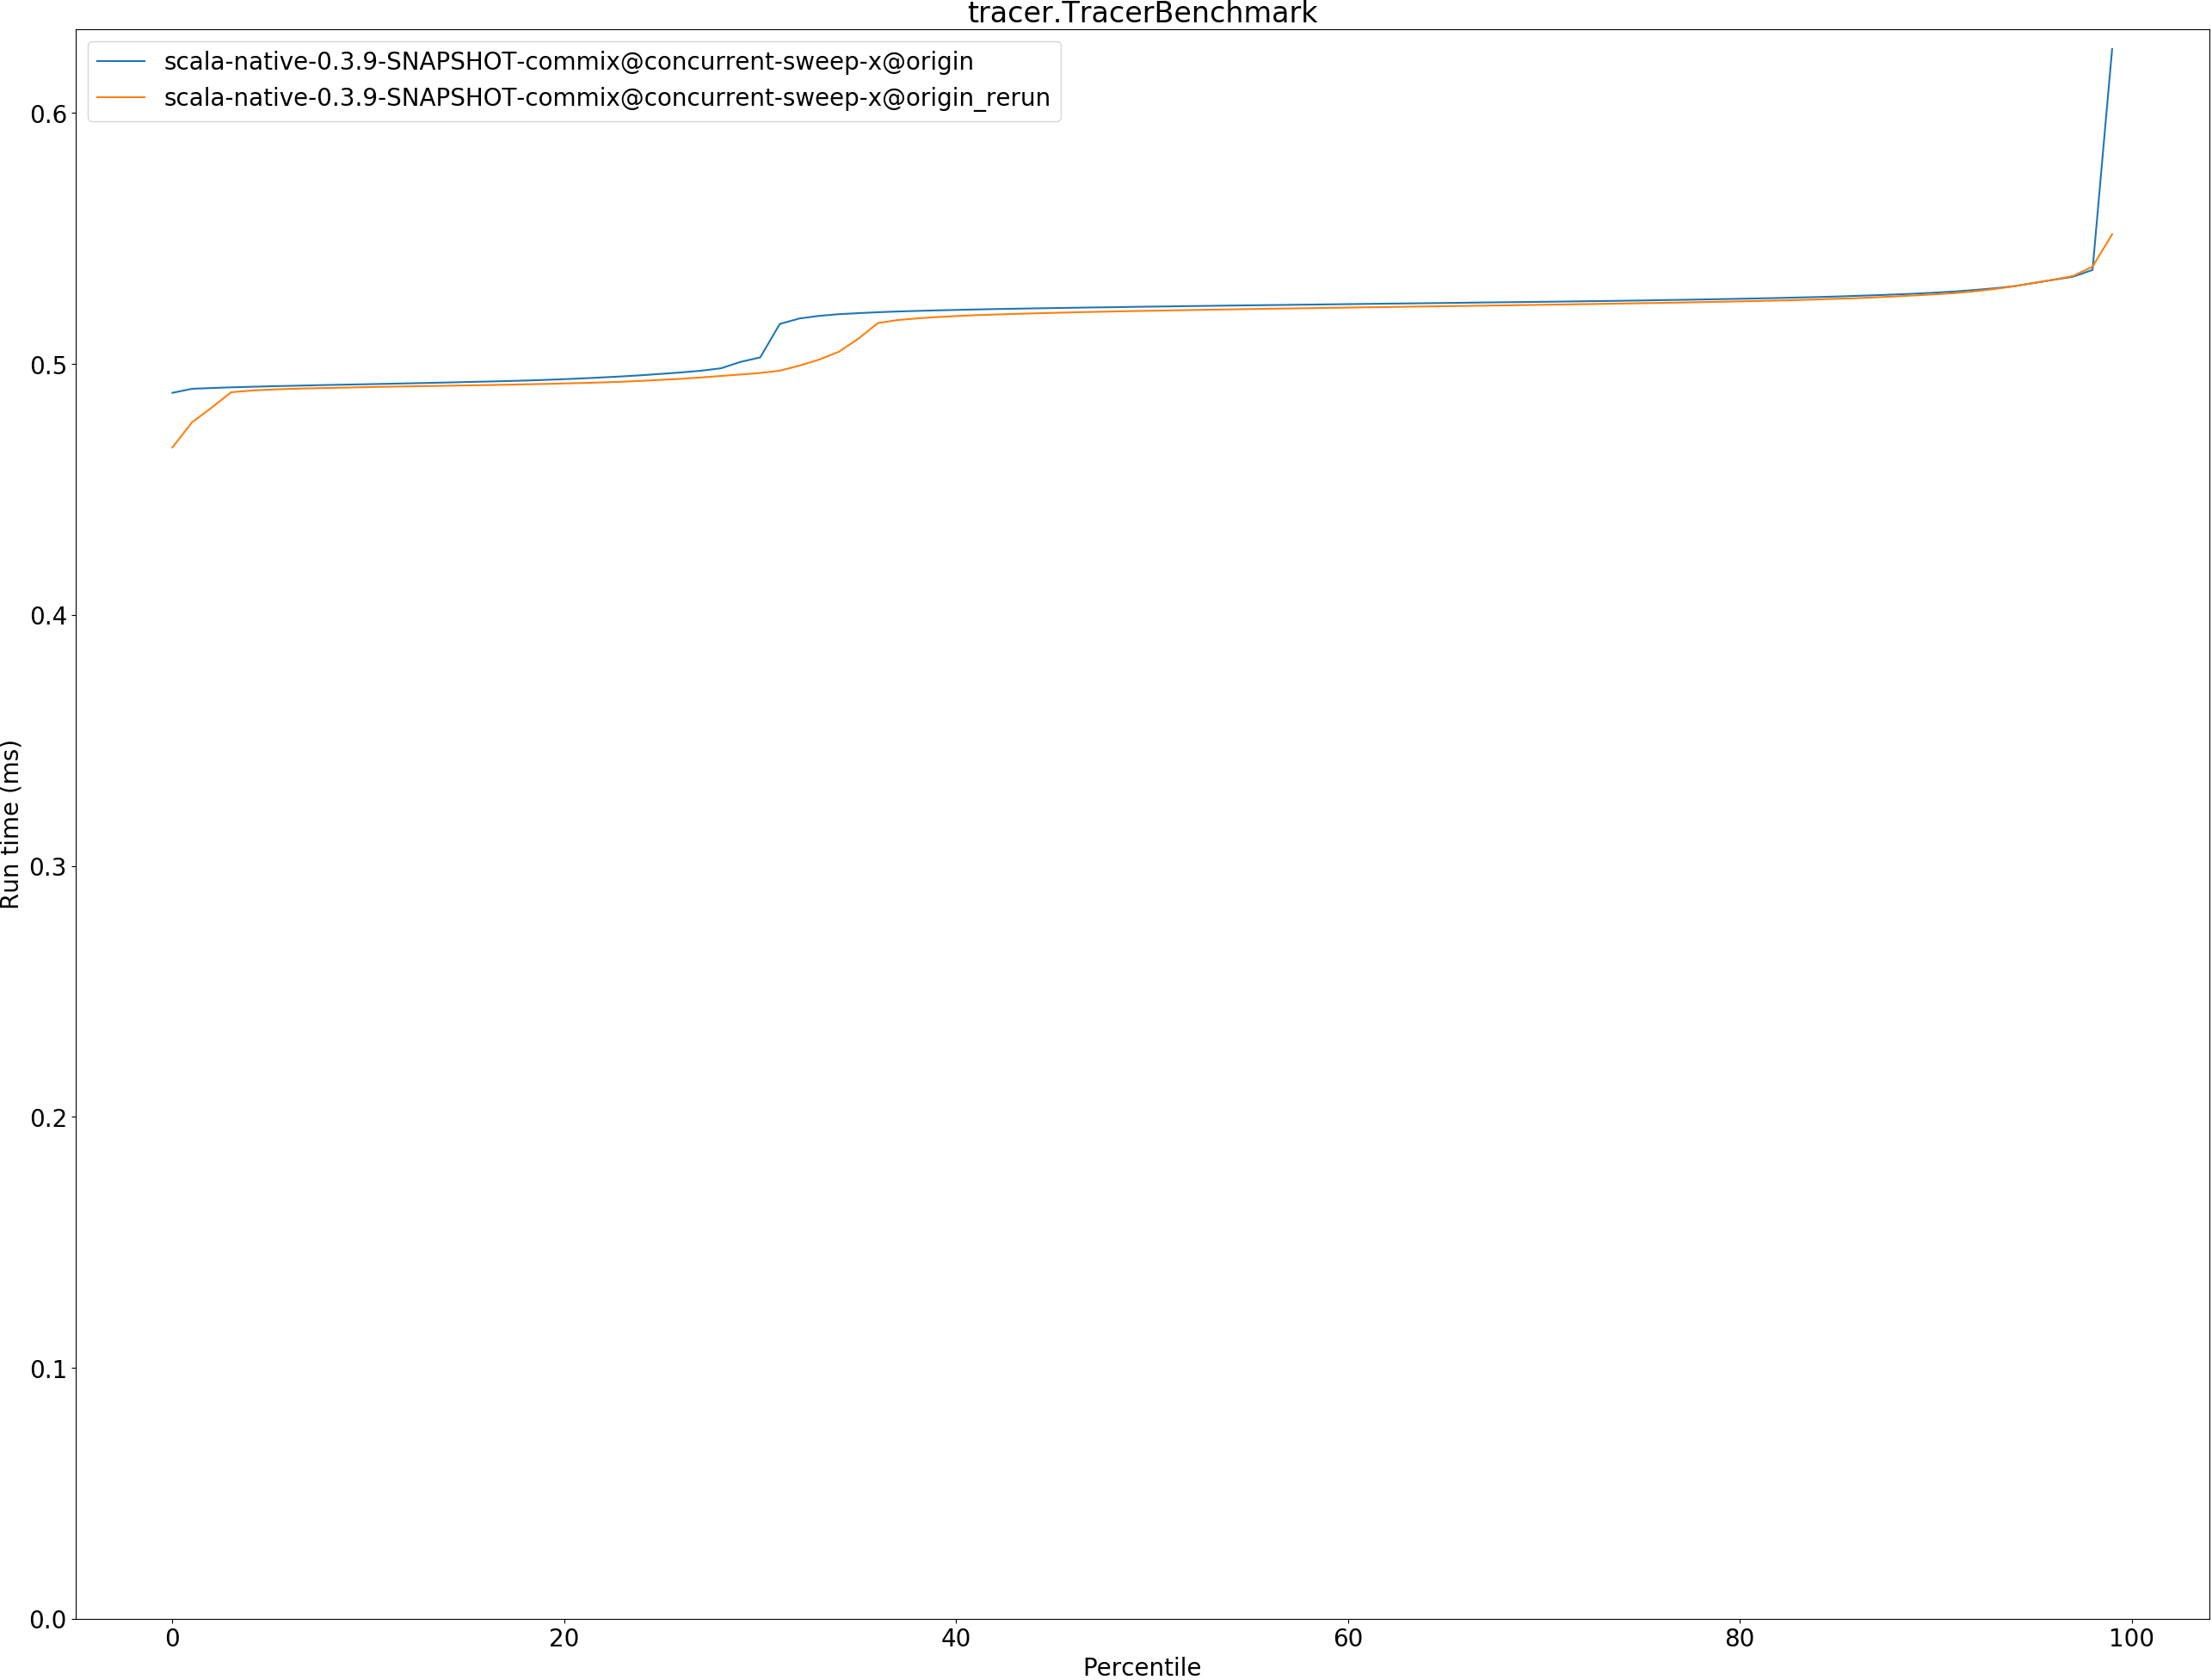 tracer.TracerBenchmark
scala-native-0.3.9-SNAPSHOT-commix@concurrent-sweep-x@origin
scala-native-0.3.9-SNAPSHOT-commix@concurrent-sweep-x@origin_rerun
0.6
0.5
0.4
0.3
0.2
0.1
0.0
Run time (ms)
0 20 40 60 80 100
Percentile